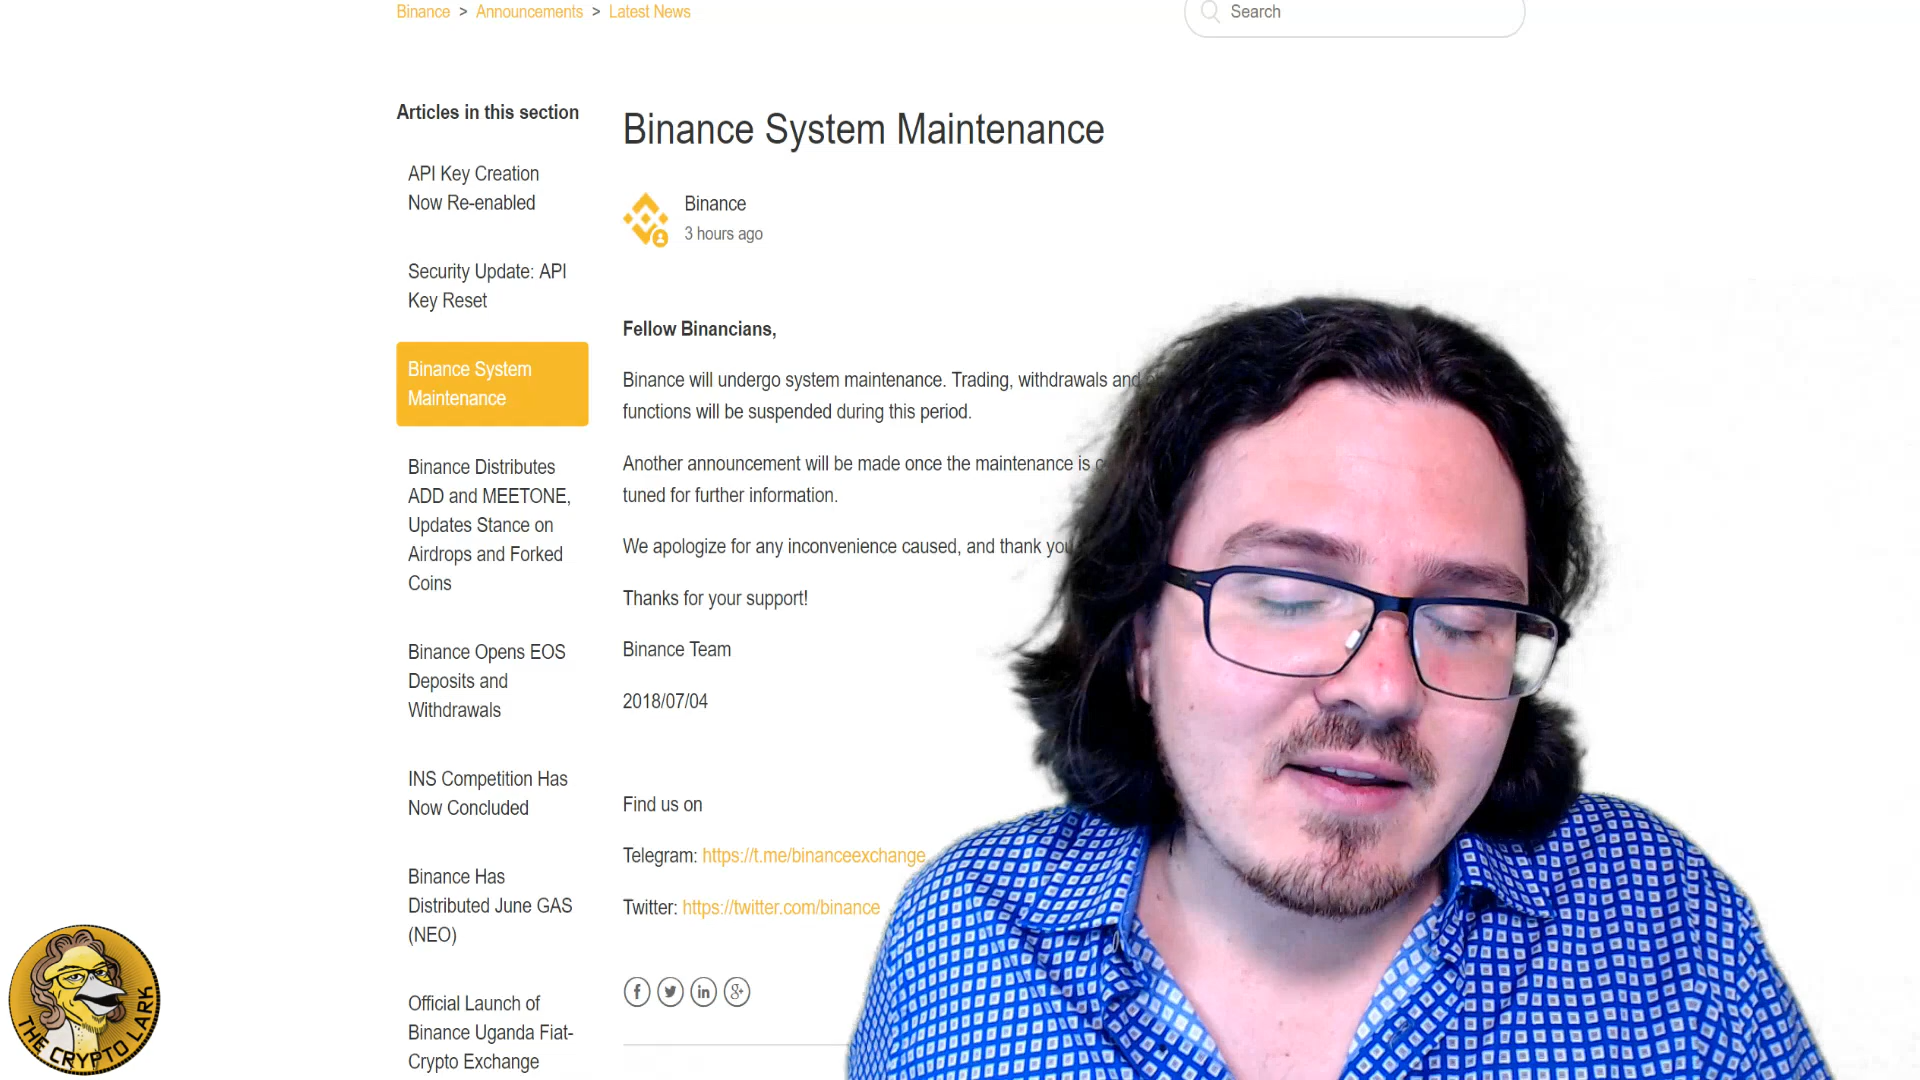 Binance > Announcements > Latest News
Search
Articles in this section
API Key Creation
Now Re-enabled
Security Update: API
Key Reset
Binance System
Maintenance
Binance Distributes
ADD and MEETONE,
Updates Stance on
Airdrops and Forked
Coins
Binance Opens EOS
Deposits and
Withdrawals
INS Competition Has
Now Concluded
Binance Has
Distributed June GAS
(NEO)
Official Launch of
Binance Uganda Fiat-
Crypto Exchange
Binance System Maintenance
Binance
3 hours ago
Fellow Binancians,
Binance will undergo system maintenance. Trading, withdrawals and
functions will be suspended during this period.
Another announcement will be made once the maintenance is
tuned for further information.
We apologize for any inconvenience caused, and thank you
Thanks for your support!
Binance Team
2018/07/04
Find us on
Telegram: https://t.me/binanceexchange
Twitter: https://twitter.com/binance
f in g+
THE CRYPTO LARK